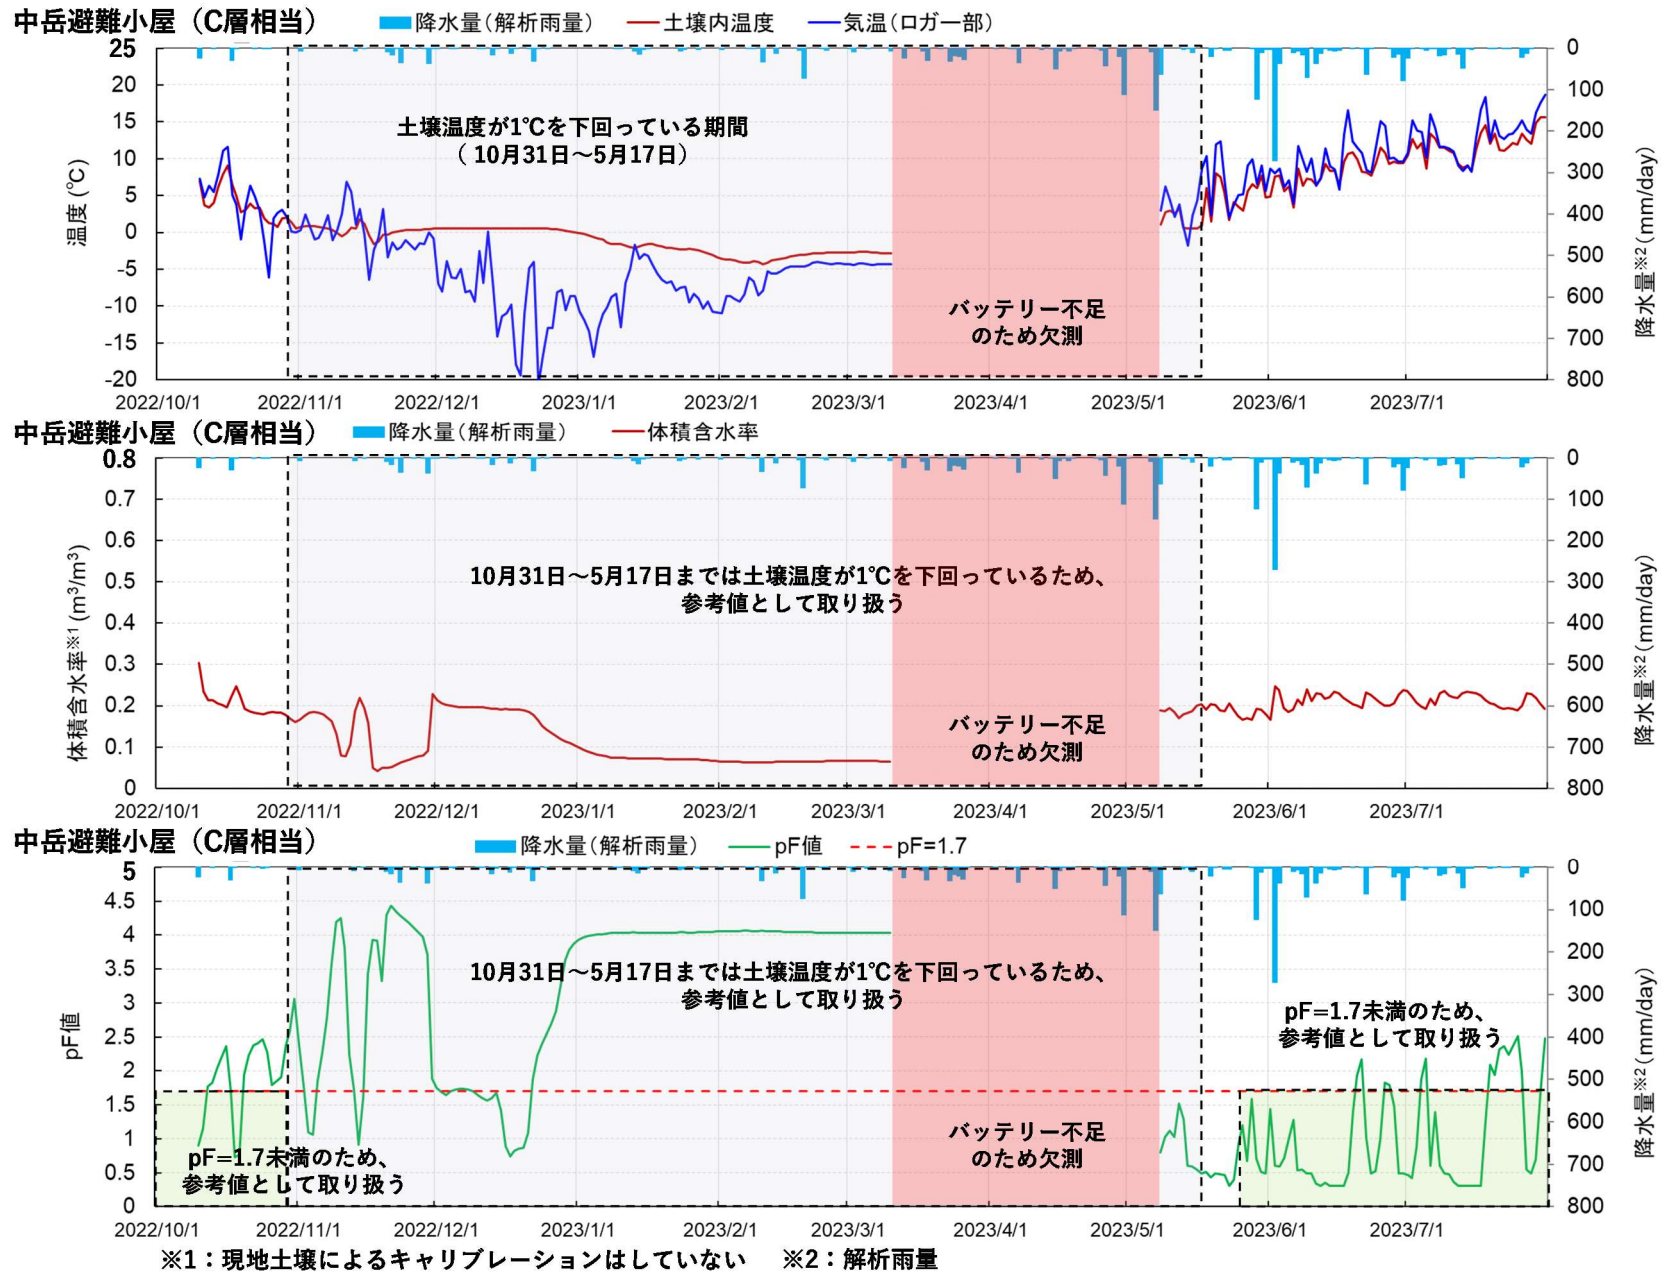 中岳避難小屋（C層相当）
降水量（解析雨量） 土壌内温度 気温（ロガー部）
25
20
15
10
5
0
-5
-10
-15
-20
温度（℃）
0
100
200
300
400
500
600
700
800
降水量※2（mm/day）
土壌温度が1℃を下回っている期間
（ 10月31日～5月17日）
バッテリー不足
のため欠測
2022/10/1 2022/11/1 2022/12/1 2023/1/1 2023/2/1 2023/3/1 2023/4/1 2023/5/1 2023/6/1 2023/7/1
中岳避難小屋（C層相当）
降水量（解析雨量） 体積含水率
0.8
0.7
0.6
0.5
0.4
0.3
0.2
0.1
0
体積含水率※1 (m3/m3)
0
100
200
300
400
500
600
700
800
降水量※2（mm/day）
10月31日～5月17日までは土壌温度が1℃を下回っているため、
参考値として取り扱う
バッテリー不足
のため欠測
2022/10/1 2022/11/1 2022/12/1 2023/1/1 2023/2/1 2023/3/1 2023/4/1 2023/5/1 2023/6/1 2023/7/1
中岳避難小屋（C層相当）
降水量（解析雨量） pF値 pF=1.7
5
4.5
4
3.5
3
2.5
2
1.5
1
0.5
0
pF値
0
100
200
300
400
500
600
700
800
降水量※2（mm/day）
10月31日～5月17日までは土壌温度が1℃を下回っているため、
参考値として取り扱う
pF=1.7未満のため、
参考値として取り扱う
バッテリー不足
のため欠測
pF=1.7未満のため、
参考値として取り扱う
2022/10/1 2022/11/1 2022/12/1 2023/1/1 2023/2/1 2023/3/1 2023/4/1 2023/5/1 2023/6/1 2023/7/1
※1：現地土壌によるキャリブレーションはしていない ※2：解析雨量